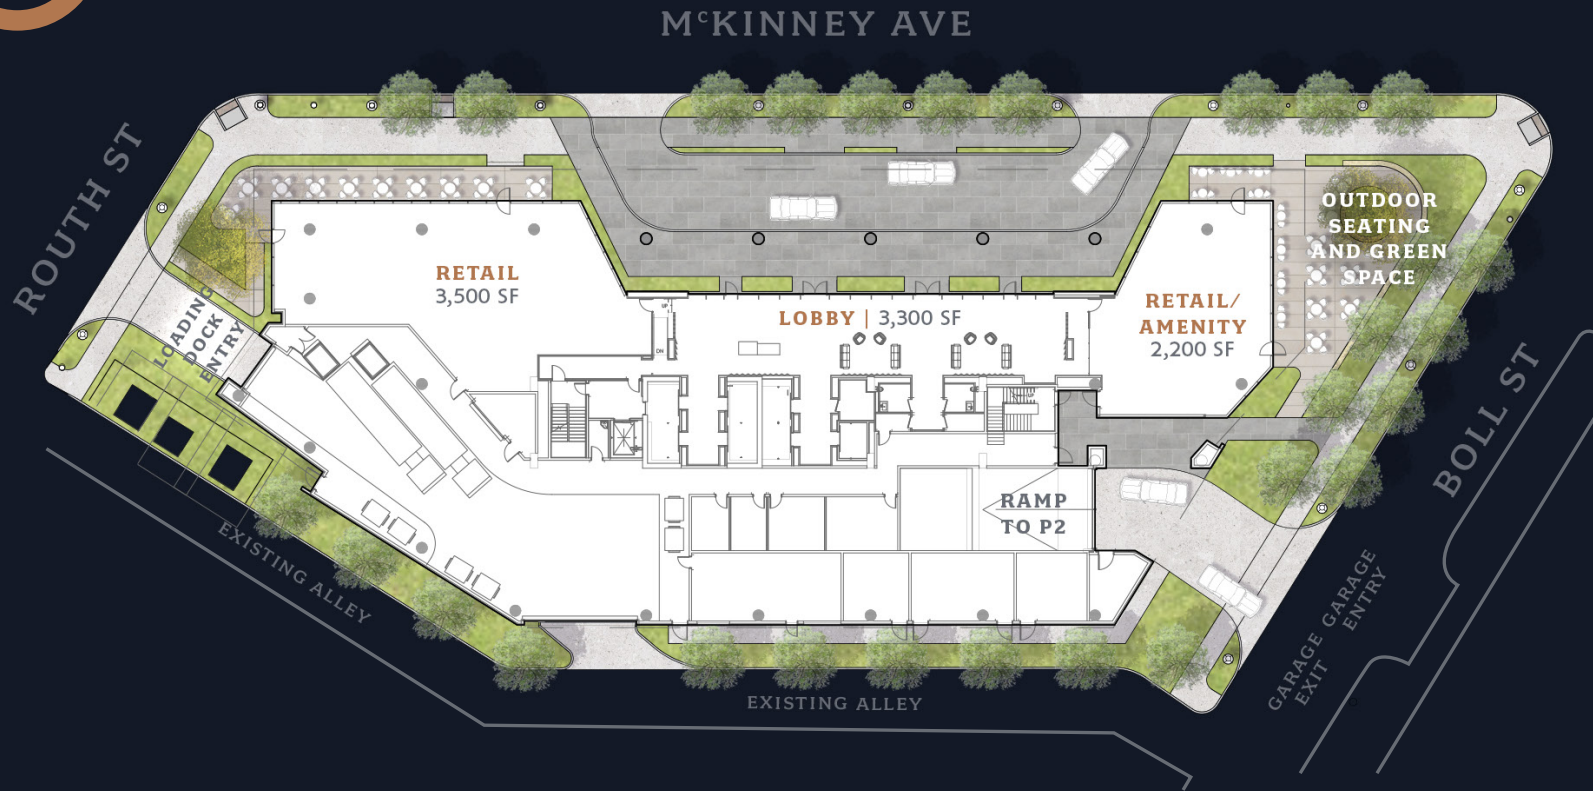 McKINNEY AVE
ROUTH ST
OUTDOOR
SEATING
AND GREEN
SPACE
RETAIL
3,500 SF
LOADING
DOCK
ENTRY
LOBBY | 3,300 SF
RETAIL/
AMENITY
2,200 SF
BOLL ST
RAMP
TO P2
EXISTING ALLEY
GARAGE
ENTRY
GARAGE
EXIT
EXISTING ALLEY